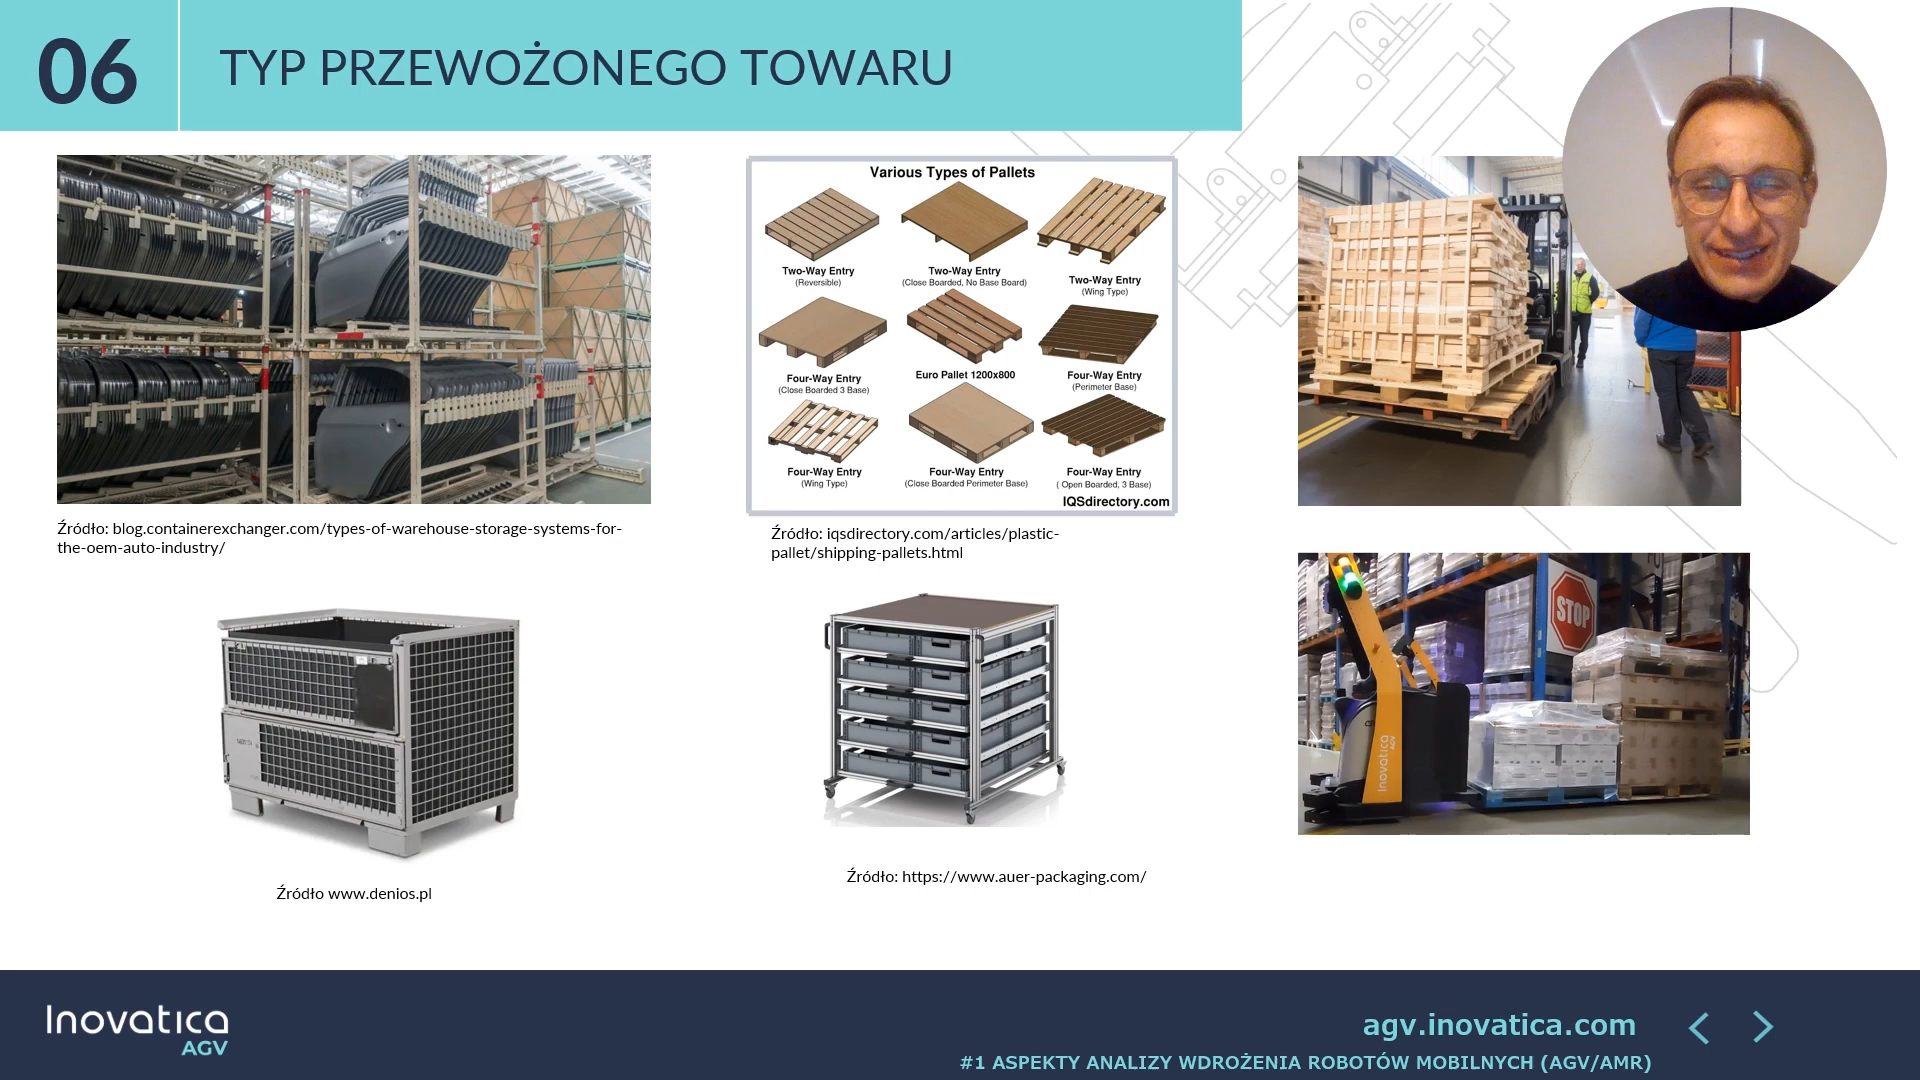 06
TYP PRZEWOŻONEGO TOWARU
Various Types of Pallets
Two-Way Entry
(Reversible)
Two-Way Entry
(Close Boarded, No Base Board)
Two-Way Entry
(Wing Type)
Four-Way Entry
(Close Boarded 3 Base)
Euro Pallet 1200x800
Four-Way Entry
(Perimeter Base)
Four-Way Entry
(Wing Type)
Four-Way Entry
(Close Boarded Perimeter Base)
Four-Way Entry
( Open Boarded, 3 Base)
IQSdirectory.com
Źródło: blog.containerexchanger.com/types-of-warehouse-storage-systems-for-
the-oem-auto-industry/
Źródło: iqsdirectory.com/articles/plastic-
pallet/shipping-pallets.html
STOP
Inovatica
AGV
Źródło www.denios.pl
Źródło: https://www.auer-packaging.com/
Inovatica
AGV
agv.inovatica.com
#1 ASPEKTY ANALIZY WDROŻENIA ROBOTÓW MOBILNYCH (AGV/AMR)